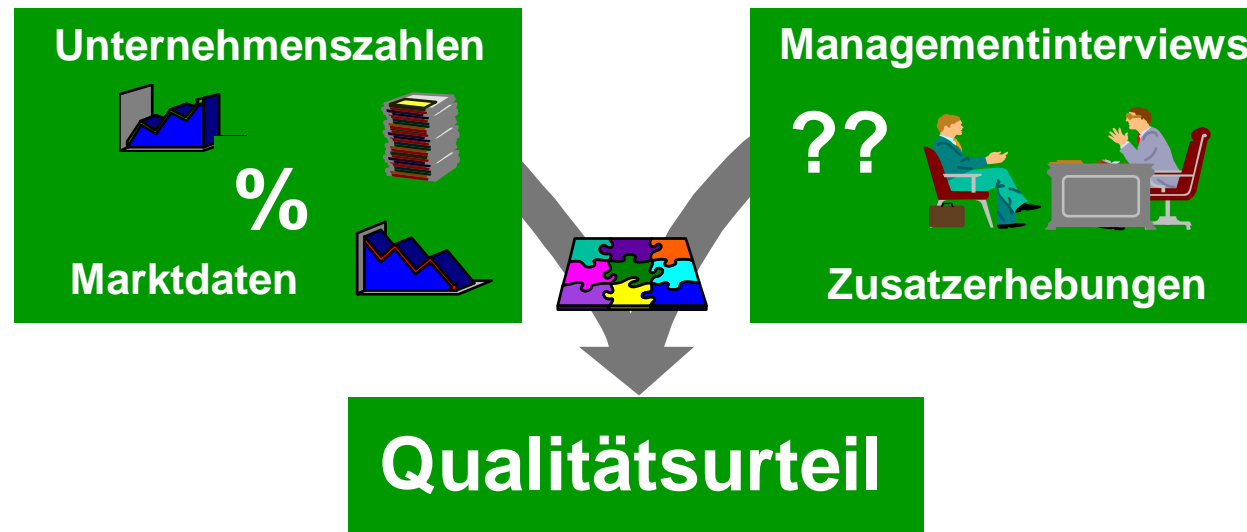 Unternehmenszahlen
%
Marktdaten
Managementinterviews
??
Zusatzerhebungen
Qualitätsurteil